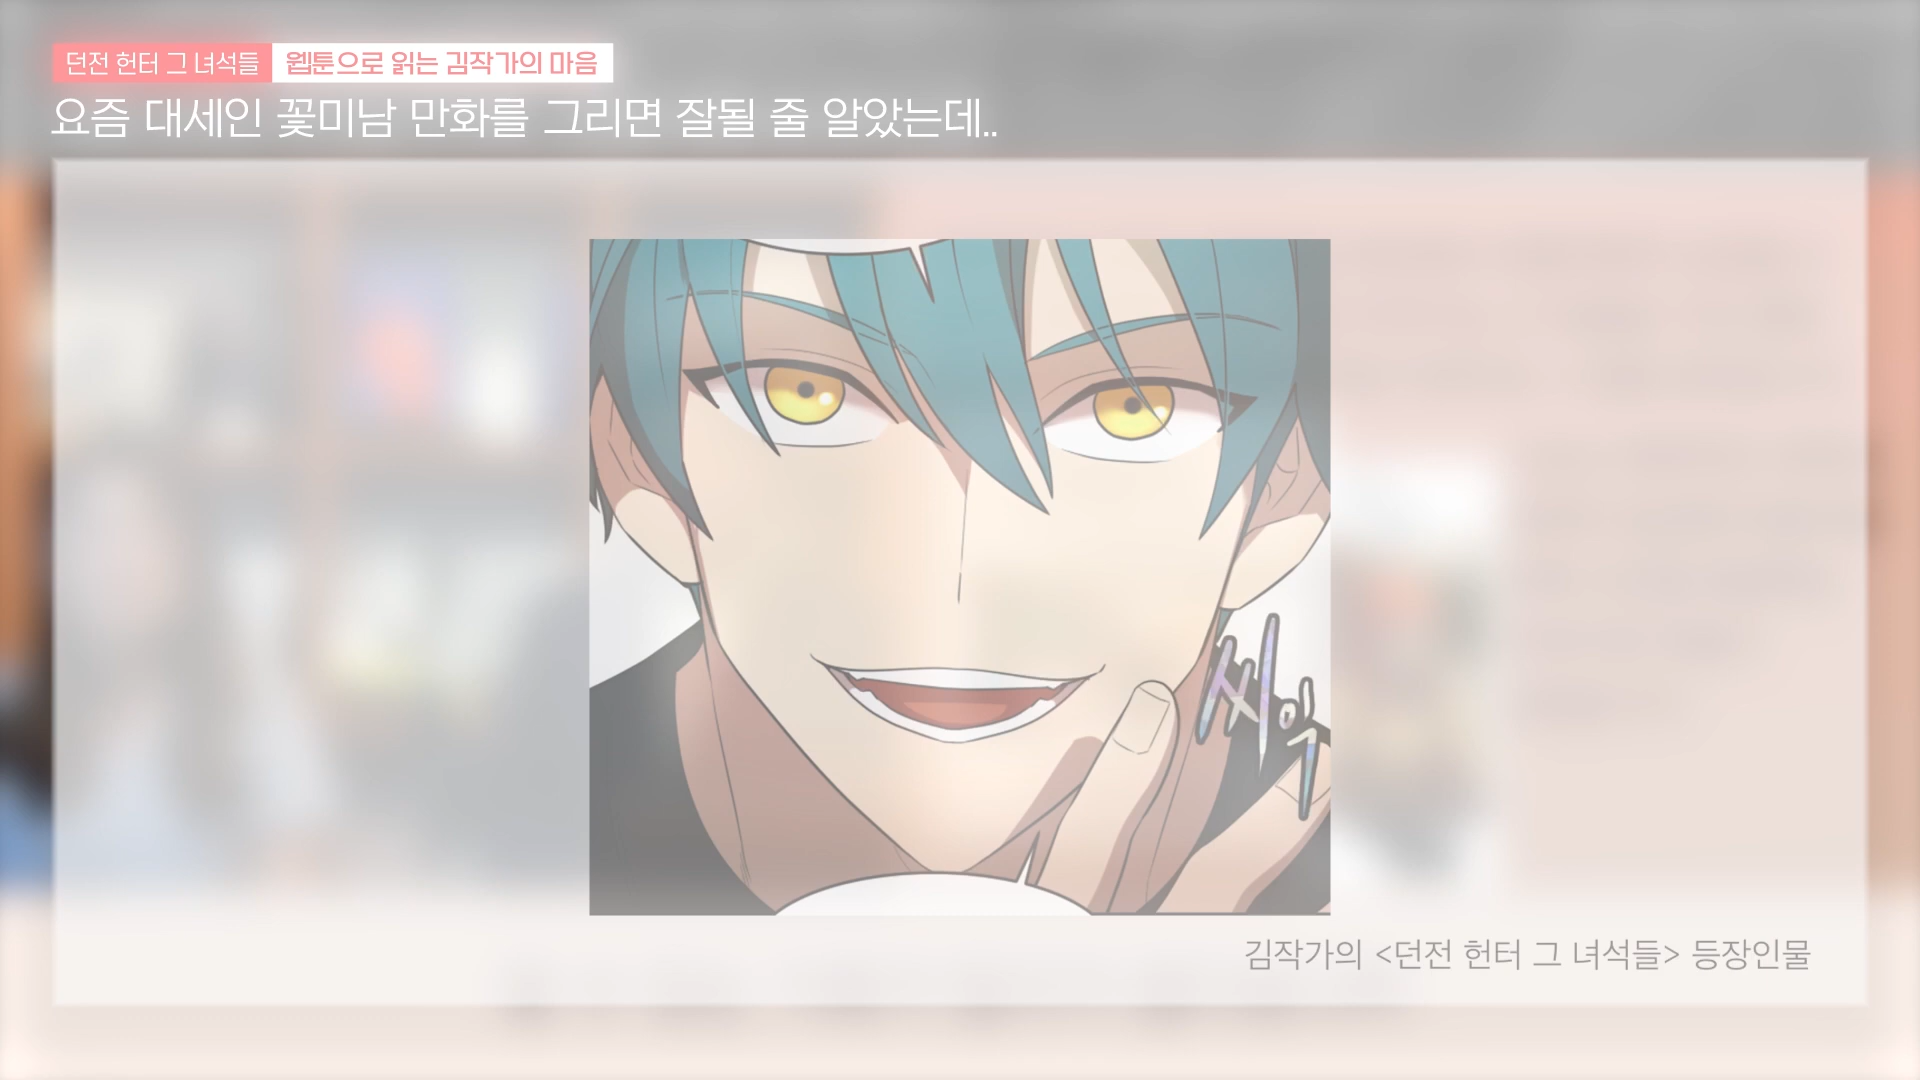 던전 헌터 그 녀석들 웹툰으로 읽는 김작가의 마음
요즘 대세인 꽃미남 만화를 그리면 잘될 줄 알았는데..
씨익
김작가의 <던전 헌터 그 녀석들> 등장인물